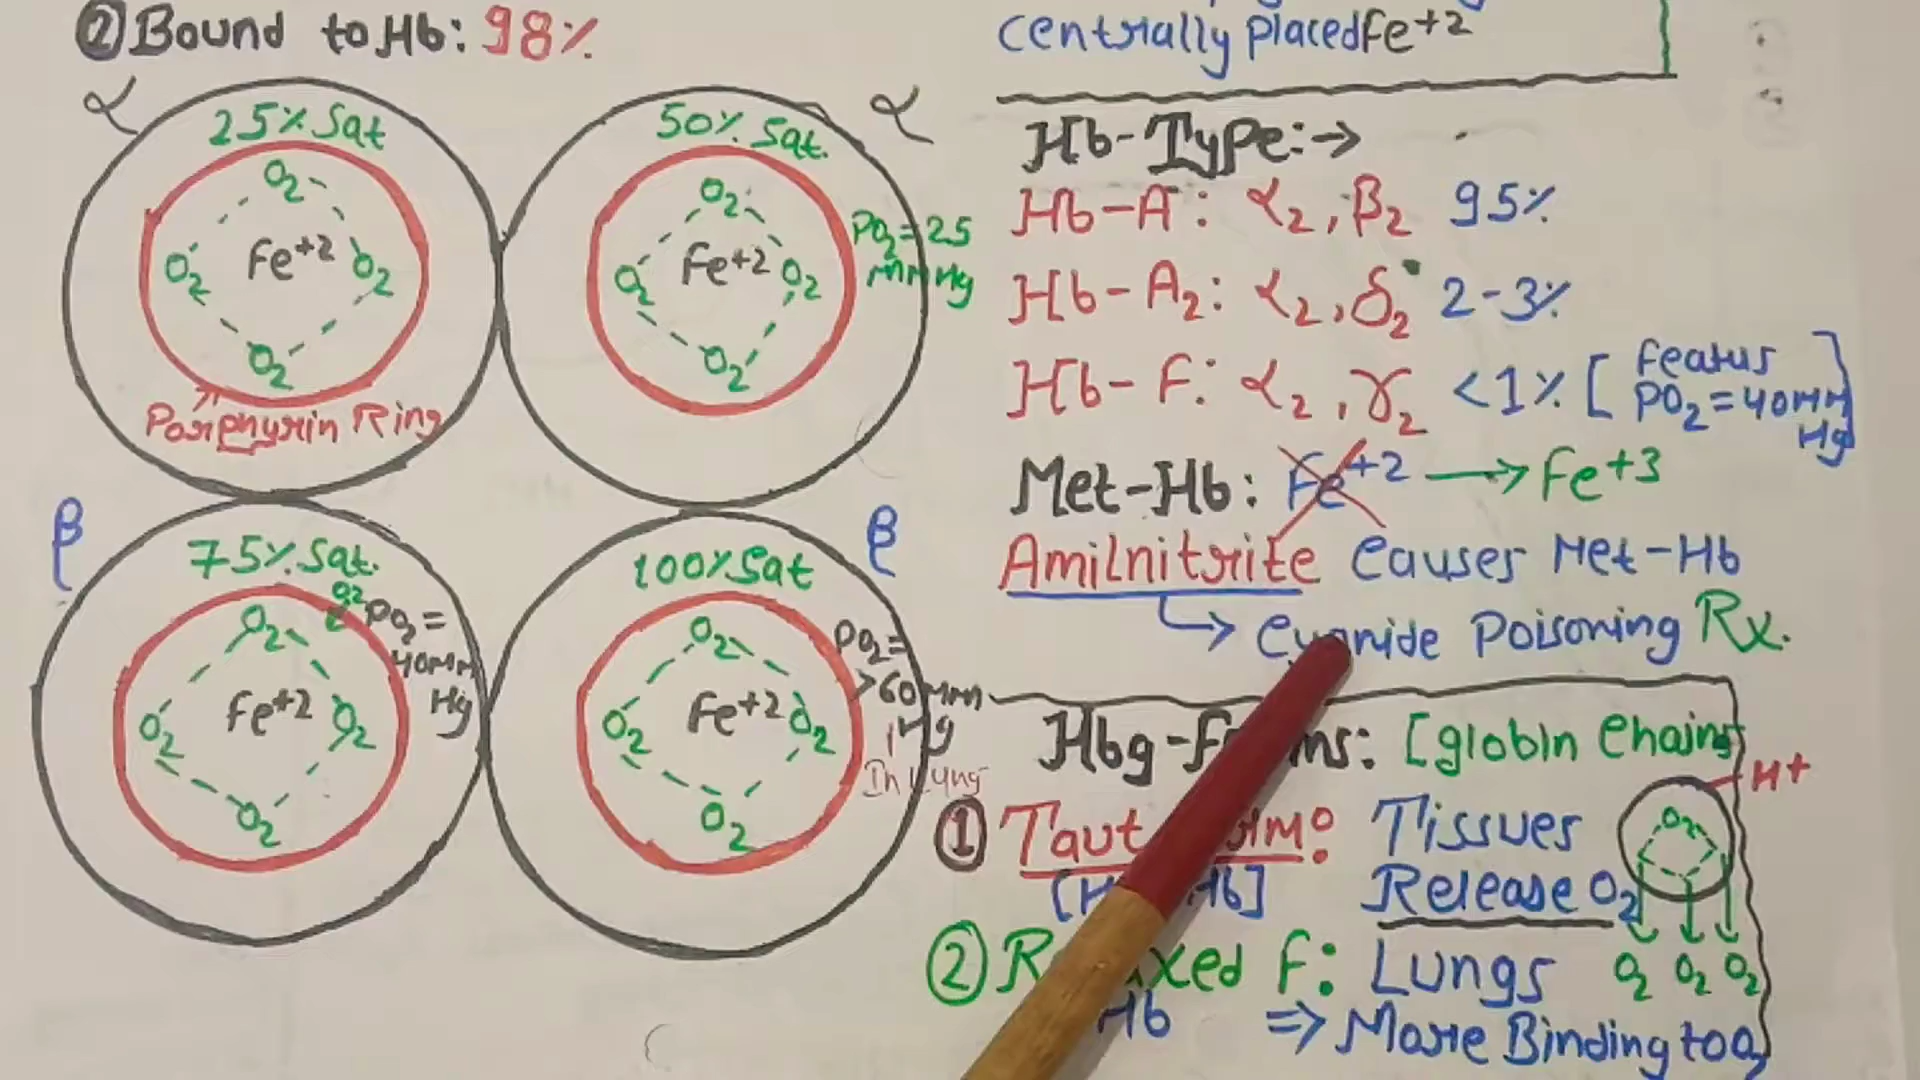 ②Bound to Hb: 98%
α
25% Sat
O2
O2 Fe+2 O2
O2
Porphyrin Ring
α
50% Sat.
O2
O2 Fe+2 O2
O2
PO2=25
mmHg
β
75% Sat.
O2
PO2=
40mm
Hg
O2
O2 Fe+2 O2
O2
β
100% Sat
O2
O2 Fe+2 O2
O2
PO2=
>60mm
Hg
In Lung
centrally placed Fe+2
Hb-Type:→
Hb-A: α2, β2 95%
Hb-A2: α2, δ2 2-3%
Hb-F: α2, γ2 <1% [Featus
PO2=40mm
Hg]
Met-Hb: Fe+2 → Fe+3
Amilnitrite causes Met-Hb
→ Cyanide Poisoning Rx.
[globin chains
① Taut Tissues
Release O2
H+
O2
O2 O2 O2
② F: Lungs
Hb ⇒ More Binding to O2